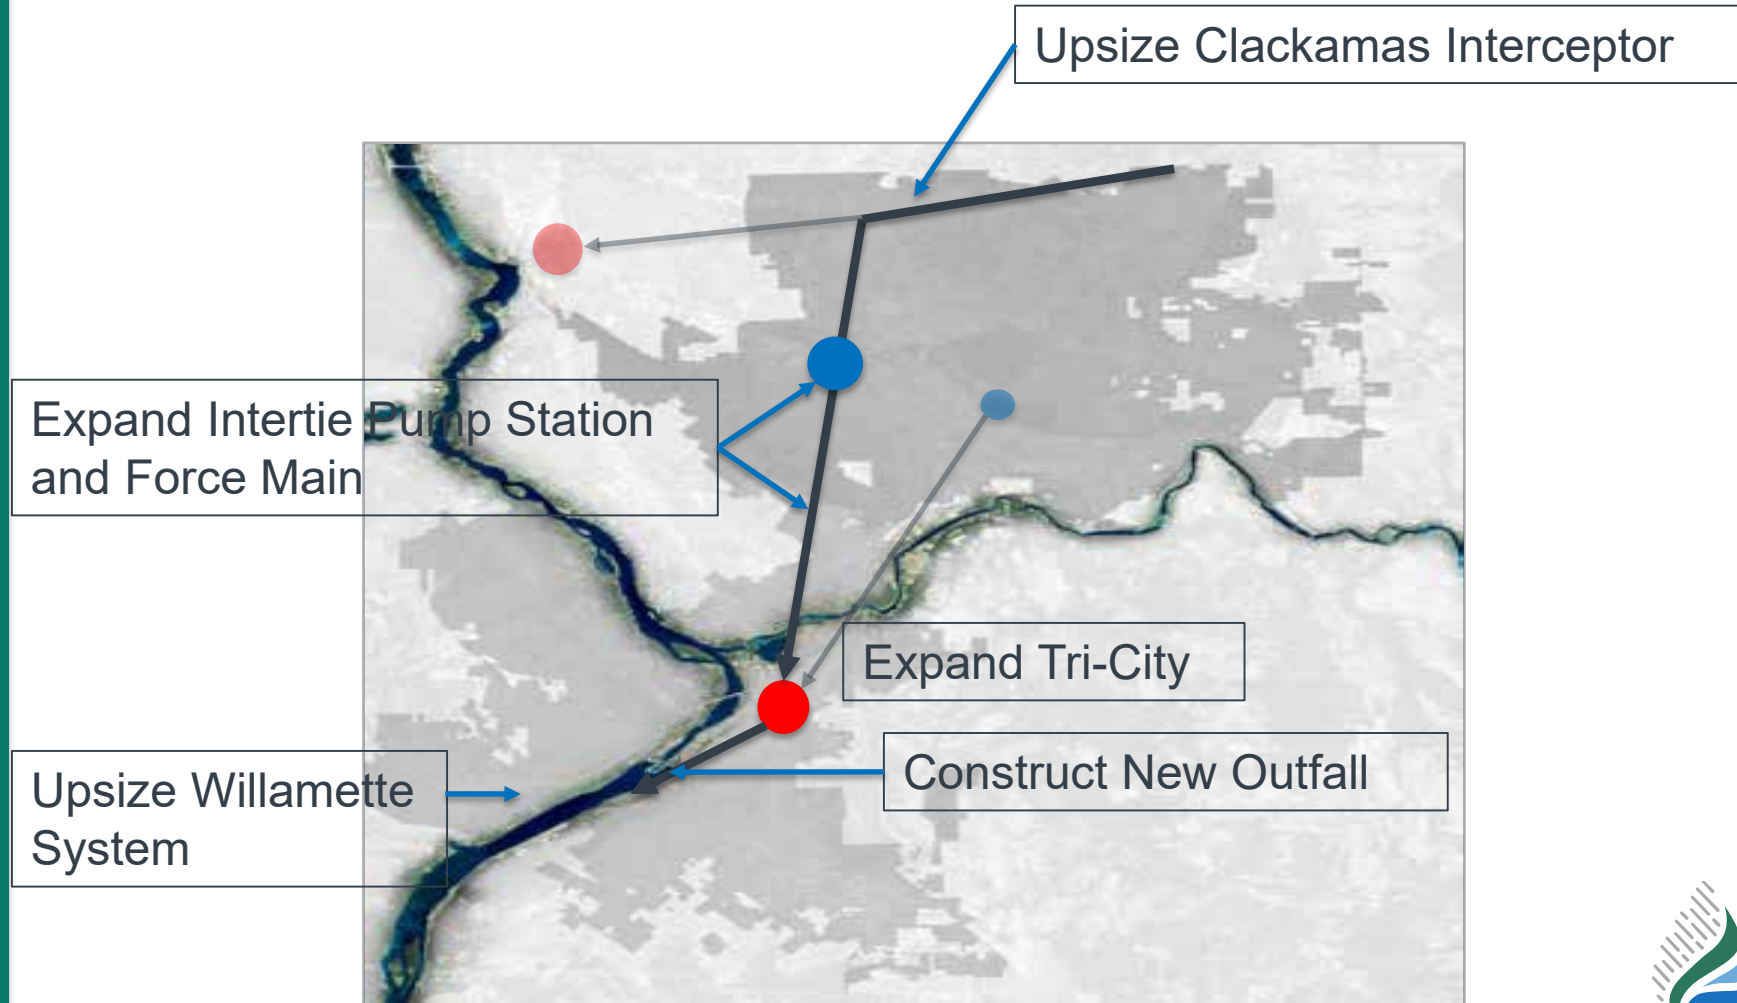 Upsize Clackamas Interceptor
Expand Intertie Pump Station
and Force Main
Expand Tri-City
Construct New Outfall
Upsize Willamette
System